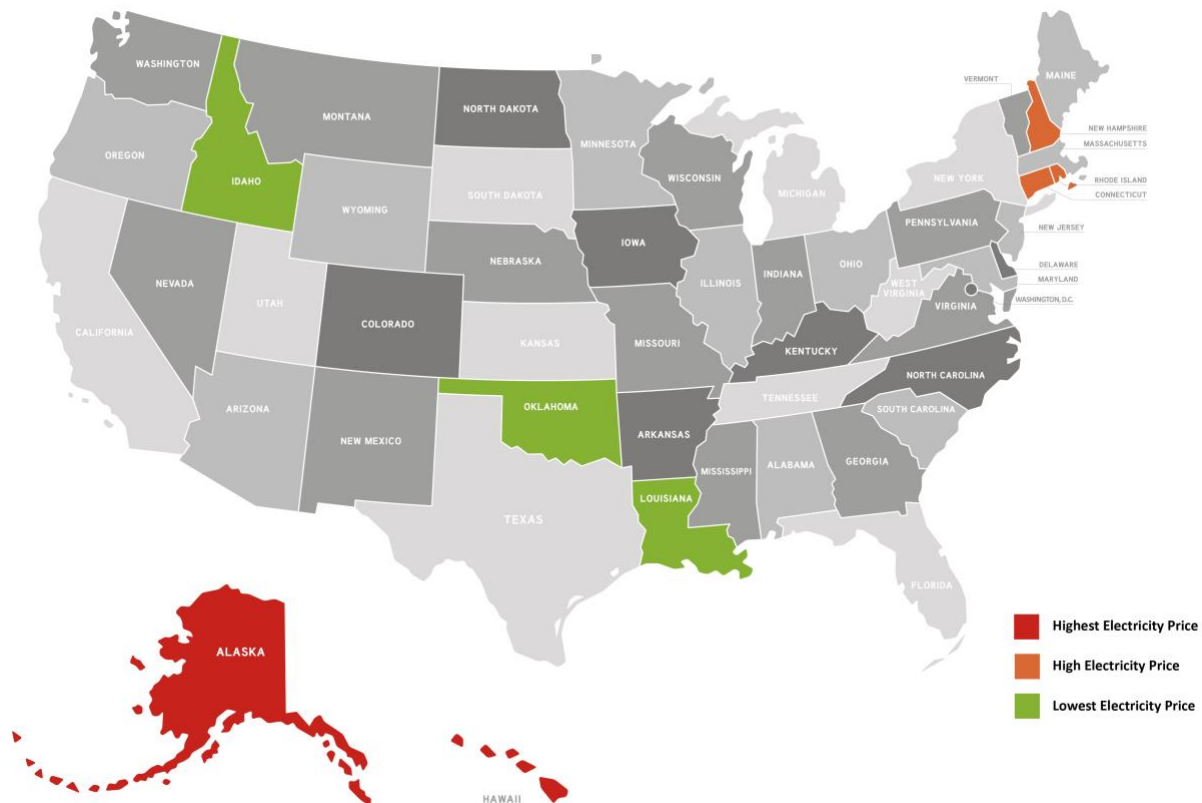 WASHINGTON
OREGON
IDAHO
MONTANA
WYOMING
NORTH DAKOTA
SOUTH DAKOTA
MINNESOTA
WISCONSIN
MICHIGAN
NEW YORK
VERMONT
MAINE
NEW HAMPSHIRE
MASSACHUSETTS
RHODE ISLAND
CONNECTICUT
PENNSYLVANIA
NEW JERSEY
DELAWARE
MARYLAND
WASHINGTON, D.C.
CALIFORNIA
NEVADA
UTAH
COLORADO
NEBRASKA
KANSAS
IOWA
MISSOURI
ILLINOIS
INDIANA
OHIO
WEST
VIRGINIA
VIRGINIA
KENTUCKY
NORTH CAROLINA
TENNESSEE
SOUTH CAROLINA
ARIZONA
NEW MEXICO
OKLAHOMA
TEXAS
ARKANSAS
LOUISIANA
MISSISSIPPI
ALABAMA
GEORGIA
FLORIDA
ALASKA
HAWAII
Highest Electricity Price
High Electricity Price
Lowest Electricity Price